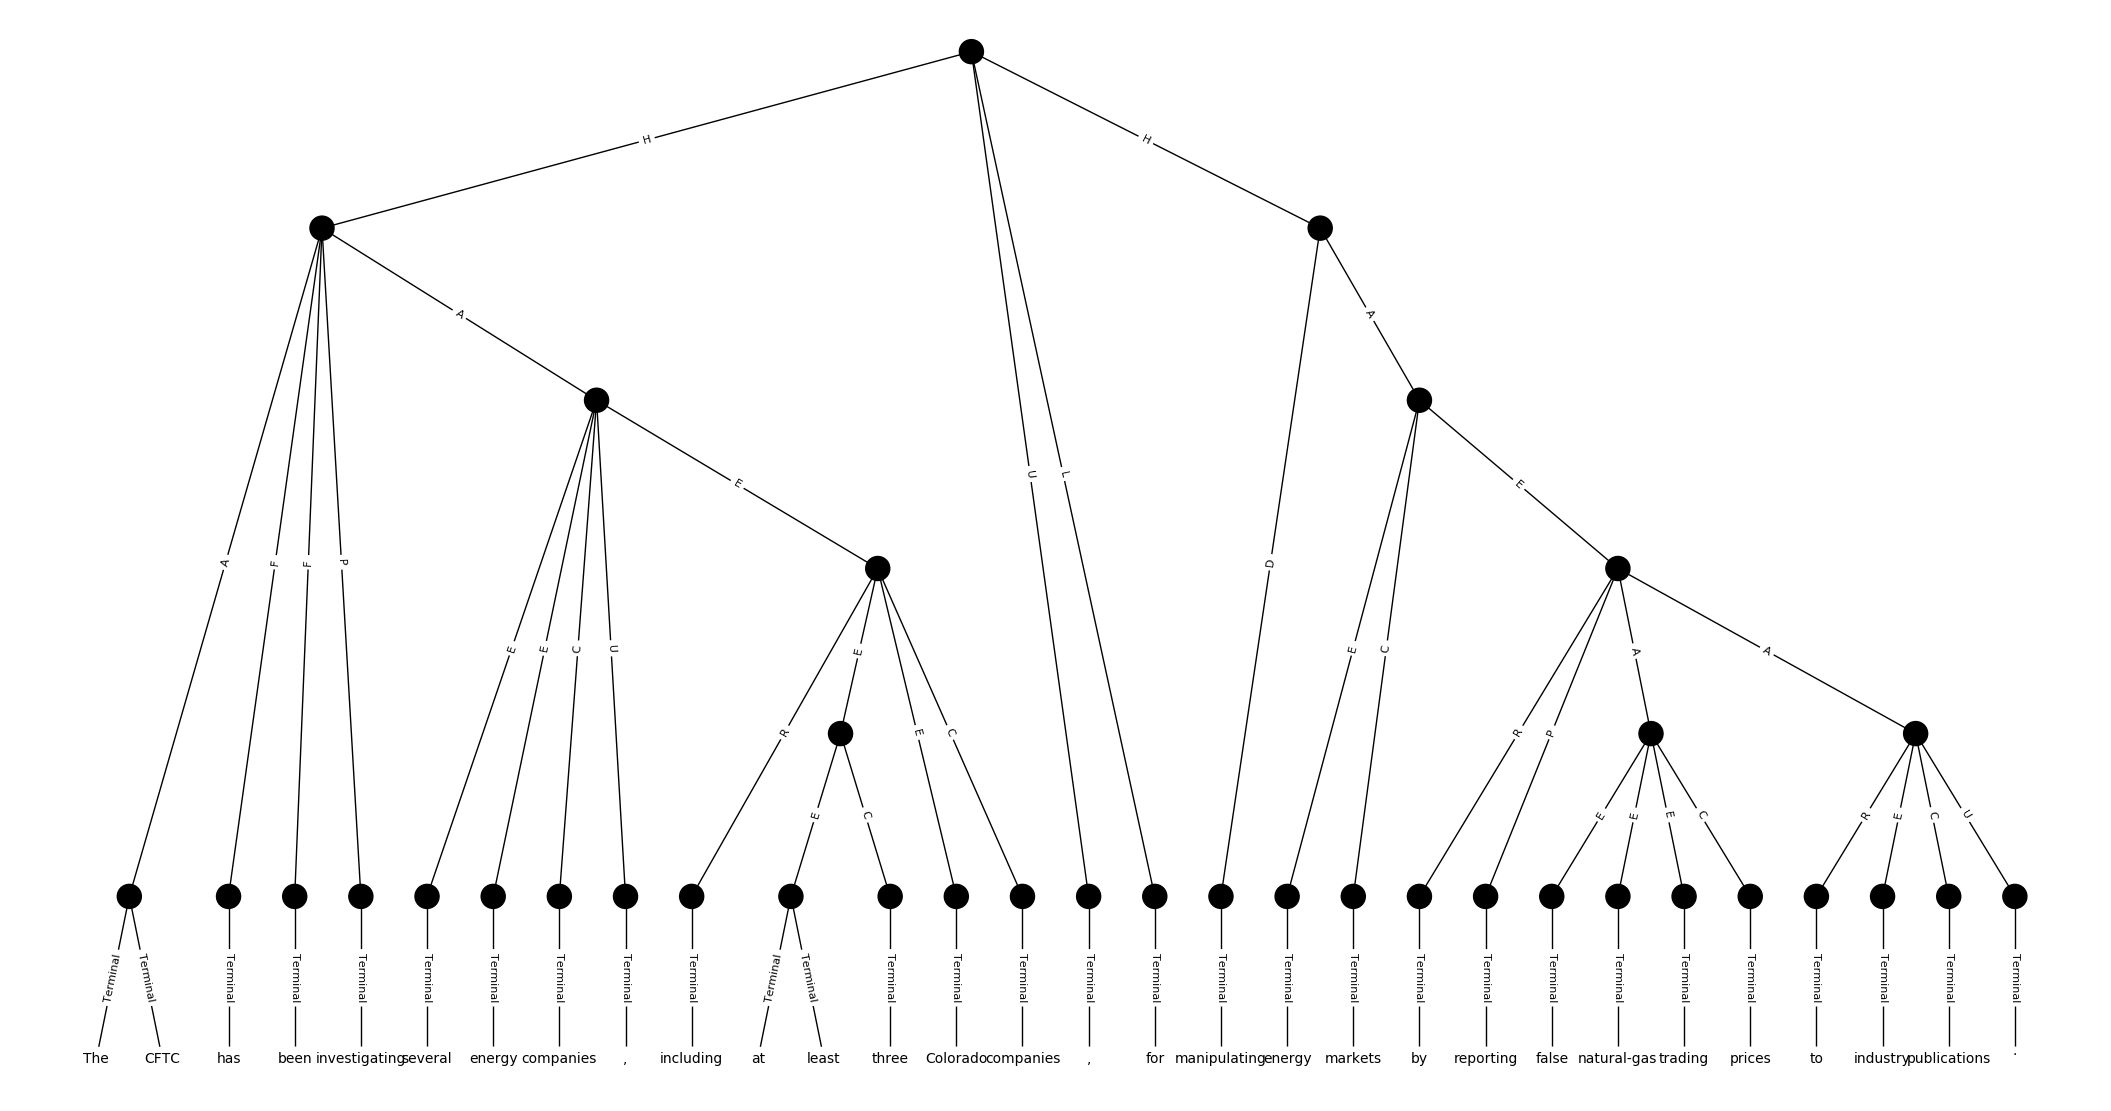 H H
A A
U L
E E
A F F P D
E E C U E E C A A
R E E C R P
E C E E E C R E C U
Terminal Terminal Terminal Terminal Terminal Terminal Terminal Terminal Terminal Terminal Terminal Terminal Terminal Terminal Terminal Terminal Terminal Terminal Terminal Terminal Terminal Terminal Terminal Terminal Terminal Terminal Terminal Terminal Terminal Terminal
The CFTC has been investigating several energy companies , including at least three Colorado companies , for manipulating energy markets by reporting false natural-gas trading prices to industry publications .